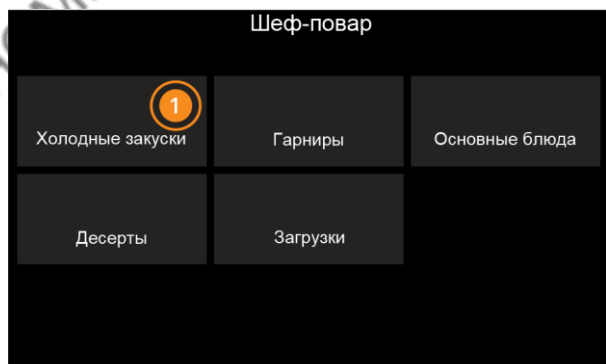 Шеф-повар
1
Холодные закуски
Гарниры
Основные блюда
Десерты
Загрузки